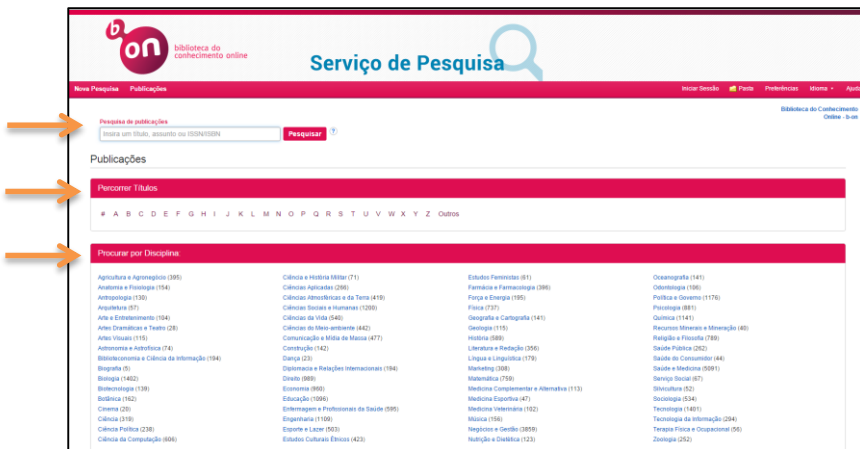 b
on
biblioteca do
conhecimento online
Serviço de Pesquisa
Nova Pesquisa Publicações Iniciar Sessão Pasta Preferências Idioma Ajuda
Biblioteca do Conhecimento
Online - b-on
Pesquisa de publicações
Insira um título, assunto ou ISSN/ISBN Pesquisar ?
Publicações
Percorrer Títulos
# A B C D E F G H I J K L M N O P Q R S T U V W X Y Z Outros
Procurar por Disciplina
Agricultura e Agronegócio (395)
Anatomia e Fisiologia (154)
Antropologia (130)
Arquitetura (57)
Arte e Entretenimento (104)
Artes Dramáticas e Teatro (28)
Artes Visuais (115)
Astronomia e Astrofísica (74)
Biblioteconomia e Ciência da Informação (194)
Biografia (5)
Biologia (1402)
Biotecnologia (139)
Botânica (162)
Cinema (20)
Ciência (319)
Ciência Política (238)
Ciência da Computação (606)
Ciência e História Militar (71)
Ciências Aplicadas (266)
Ciências Atmosféricas e da Terra (419)
Ciências Sociais e Humanas (1200)
Ciências da Vida (540)
Ciências do Meio-ambiente (442)
Comunicação e Mídia de Massa (477)
Construção (142)
Dança (23)
Diplomacia e Relações Internacionais (184)
Direito (989)
Economia (960)
Educação (1096)
Enfermagem e Profissionais da Saúde (595)
Engenharia (1109)
Esporte e Lazer (503)
Estudos Culturais Étnicos (423)
Estudos Feministas (61)
Farmácia e Farmacologia (386)
Força e Energia (195)
Física (737)
Geografia e Cartografia (141)
Geologia (115)
História (589)
Literatura e Redação (356)
Língua e Linguística (179)
Marketing (308)
Matemática (759)
Medicina Complementar e Alternativa (113)
Medicina Esportiva (47)
Medicina Veterinária (102)
Música (156)
Negócios e Gestão (3859)
Nutrição e Dietética (123)
Oceanografia (141)
Odontologia (106)
Política e Governo (1176)
Psicologia (881)
Química (1141)
Recursos Minerais e Mineração (40)
Religião e Filosofia (789)
Saúde Pública (262)
Saúde do Consumidor (44)
Saúde e Medicina (5091)
Serviço Social (67)
Silvicultura (52)
Sociologia (534)
Tecnologia (1401)
Tecnologia da Informação (294)
Terapia Física e Ocupacional (56)
Zoologia (252)